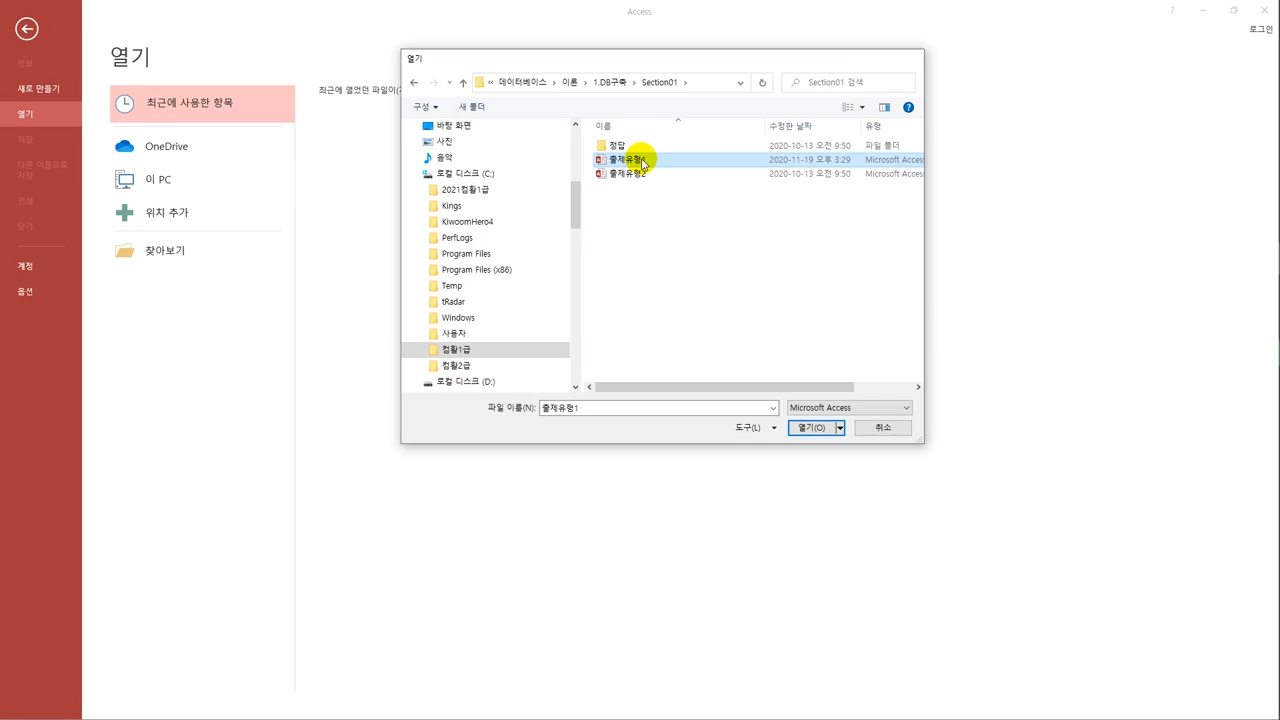 Access
로그인
정보
새로 만들기
열기
저장
다른 이름으로
저장
인쇄
닫기
계정
옵션
열기
최근에 사용한 항목
OneDrive
이 PC
위치 추가
찾아보기
최근에 열었던 파일이
열기
« 데이터베이스 › 이론 › 1.DB구축 › Section01 ›
Section01 검색
구성
새 폴더
바탕 화면
사진
음악
로컬 디스크 (C:)
2021컴활1급
Kings
KiwoomHero4
PerfLogs
Program Files
Program Files (x86)
Temp
tRadar
Windows
사용자
컴활1급
컴활2급
로컬 디스크 (D:)
이름 수정한 날짜 유형
정답 2020-10-13 오전 9:50 파일 폴더
출제유형1 2020-11-19 오후 3:29 Microsoft Access
출제유형2 2020-10-13 오전 9:50 Microsoft Access
파일 이름(N): 출제유형1 Microsoft Access
도구(L) 열기(O) 취소